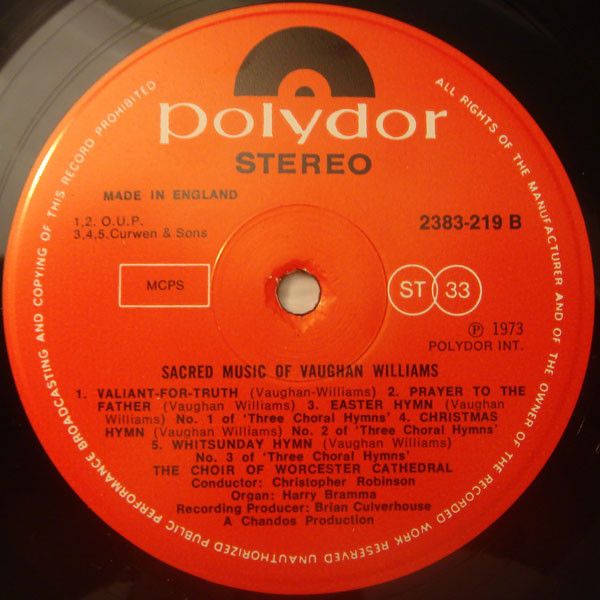 polydor
STEREO
MADE IN ENGLAND
1,2. O.U.P.
3,4,5. Curwen & Sons
2383-219 B
MCPS
ST 33
℗ 1973
POLYDOR INT.
SACRED MUSIC OF VAUGHAN WILLIAMS
1. VALIANT-FOR-TRUTH (Vaughan-Williams) 2. PRAYER TO THE
FATHER (Vaughan Williams) 3. EASTER HYMN (Vaughan
Williams) No. 1 of 'Three Choral Hymns' 4. CHRISTMAS
HYMN (Vaughan Williams) No. 2 of 'Three Choral Hymns'
5. WHITSUNDAY HYMN (Vaughan Williams)
No. 3 of 'Three Choral Hymns'
THE CHOIR OF WORCESTER CATHEDRAL
Conductor: Christopher Robinson
Organ: Harry Bramma
Recording Producer: Brian Culverhouse
A Chandos Production
ALL RIGHTS OF THE MANUFACTURER AND OF THE OWNER OF THE RECORDED WORK RESERVED UNAUTHORIZED PUBLIC PERFORMANCE BROADCASTING AND COPYING OF THIS RECORD PROHIBITED